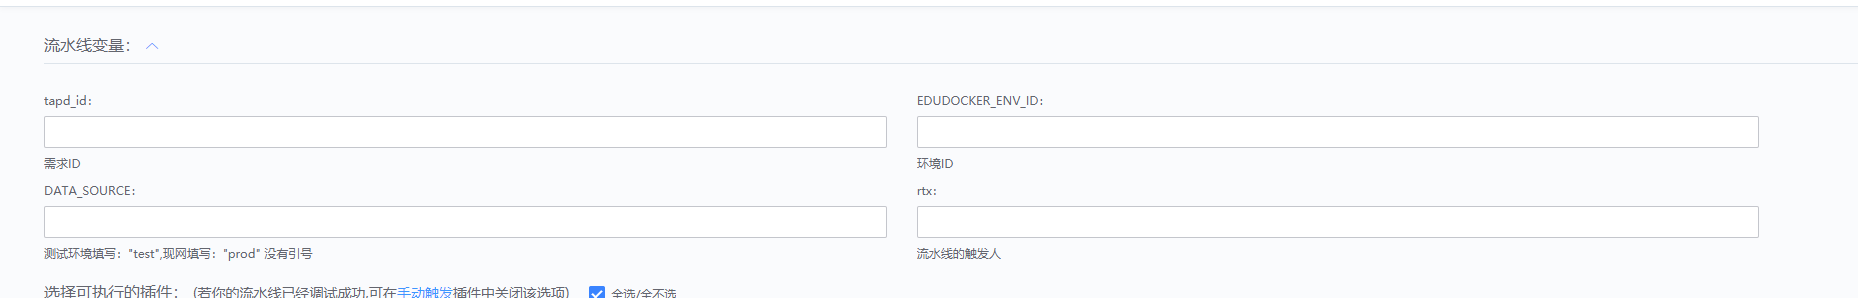 流水线变量：
tapd_id：
EDUDOCKER_ENV_ID：
需求ID
环境ID
DATA_SOURCE：
rtx：
测试环境填写："test",现网填写："prod" 没有引号
流水线的触发人
选择可执行的插件： (若你的流水线已经调试成功,可在手动触发插件中关闭该选项) 全选/全不选